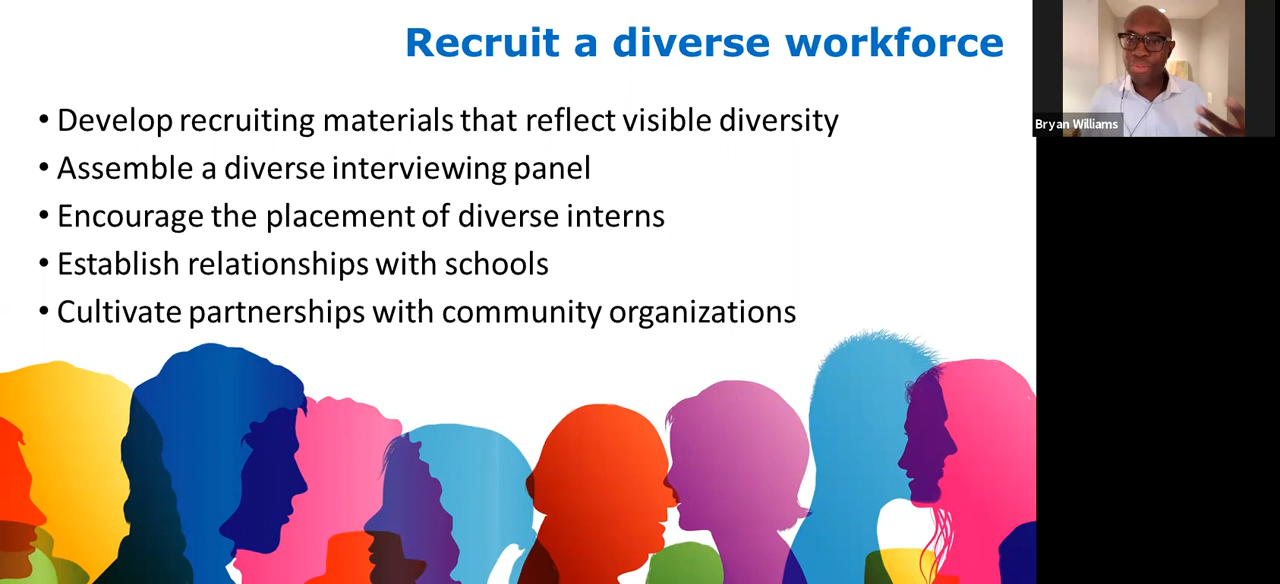 Recruit a diverse workforce
• Develop recruiting materials that reflect visible diversity
• Assemble a diverse interviewing panel
• Encourage the placement of diverse interns
• Establish relationships with schools
• Cultivate partnerships with community organizations
Bryan Williams